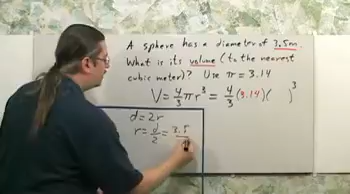 A sphere has a diameter of 3.5m.
What is its volume (to the nearest
cubic meter)? Use π = 3.14
V = 4/3 πr³ = 4/3 (3.14)( )³
d = 2r
r = d/2 = 3.5/